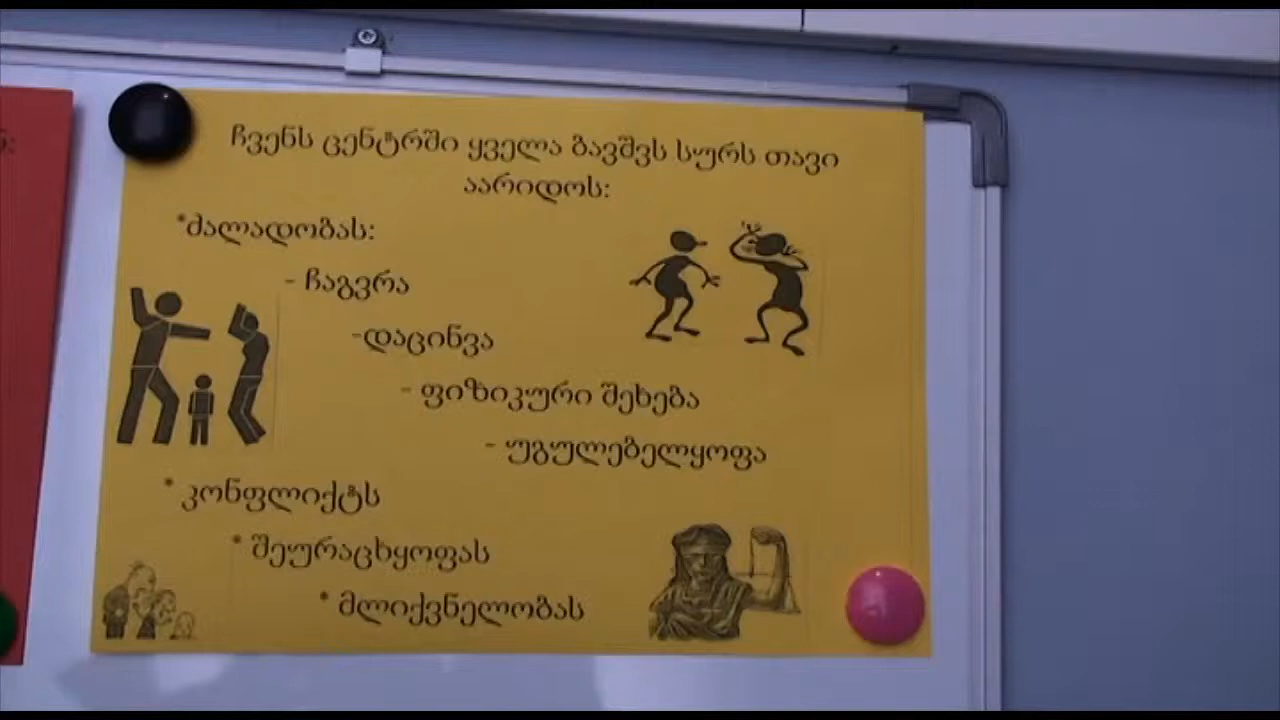 ჩვენს ცენტრში ყველა ბავშვს სურს თავი
აარიდოს:
*ძალადობას:
- ჩაგვრა
-დაცინვა
- ფიზიკური შეხება
- უგულებელყოფა
* კონფლიქტს
* შეურაცხყოფას
* მლიქვნელობას